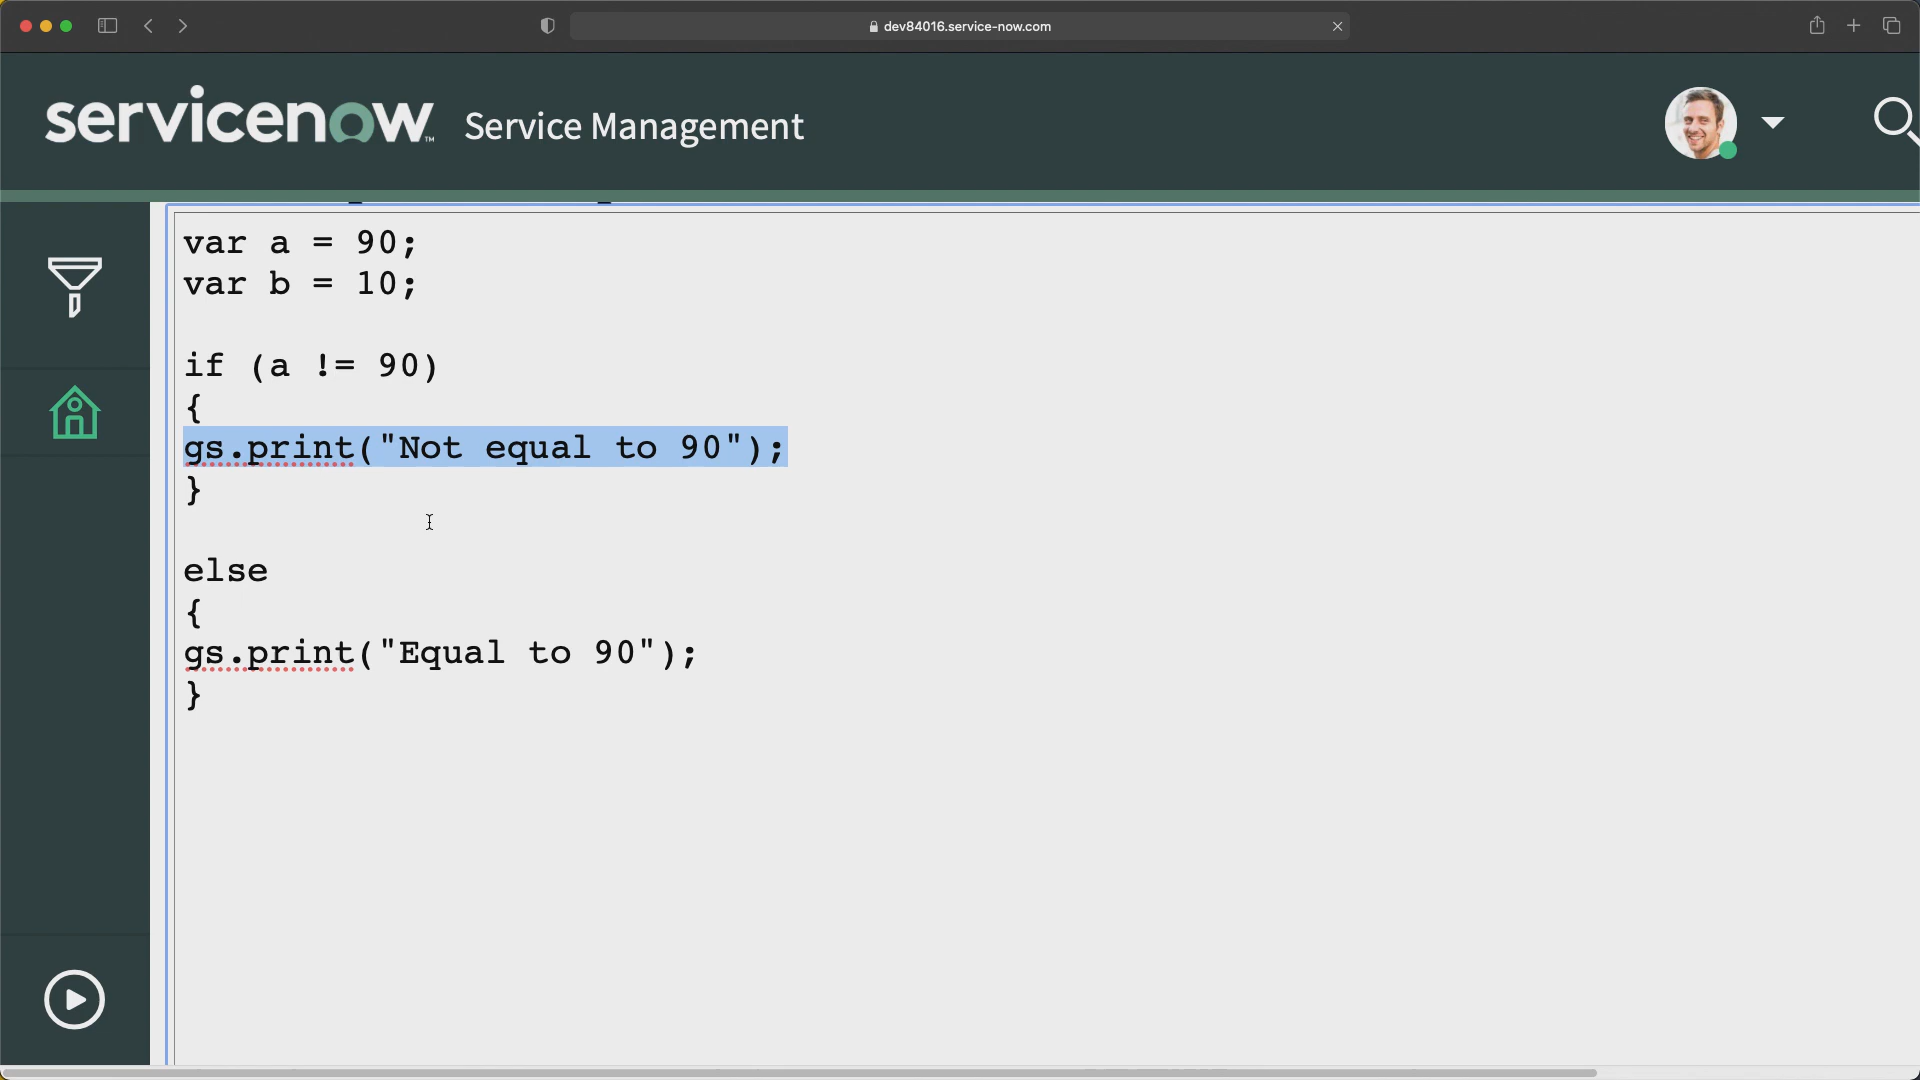 dev84016.service-now.com
servicenow™ Service Management
var a = 90;
var b = 10;
if (a != 90)
{
gs.print("Not equal to 90");
}
else
{
gs.print("Equal to 90");
}